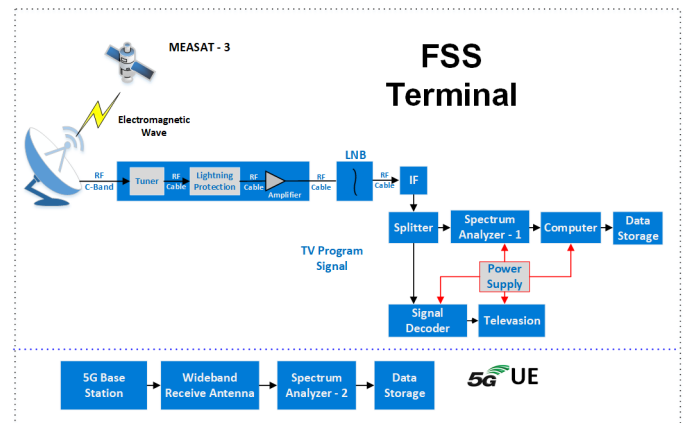 MEASAT - 3
FSS
Terminal
Electromagnetic
Wave
RF
C-Band
Tuner
RF
Cable
Lightning
Protection
RF
Cable
Amplifier
RF
Cable
LNB
RF
Cable
IF
Splitter
Spectrum
Analyzer - 1
Computer
Data
Storage
TV Program
Signal
Power
Supply
Signal
Decoder
Televasion
5G Base
Station
Wideband
Receive Antenna
Spectrum
Analyzer - 2
Data
Storage
5G UE